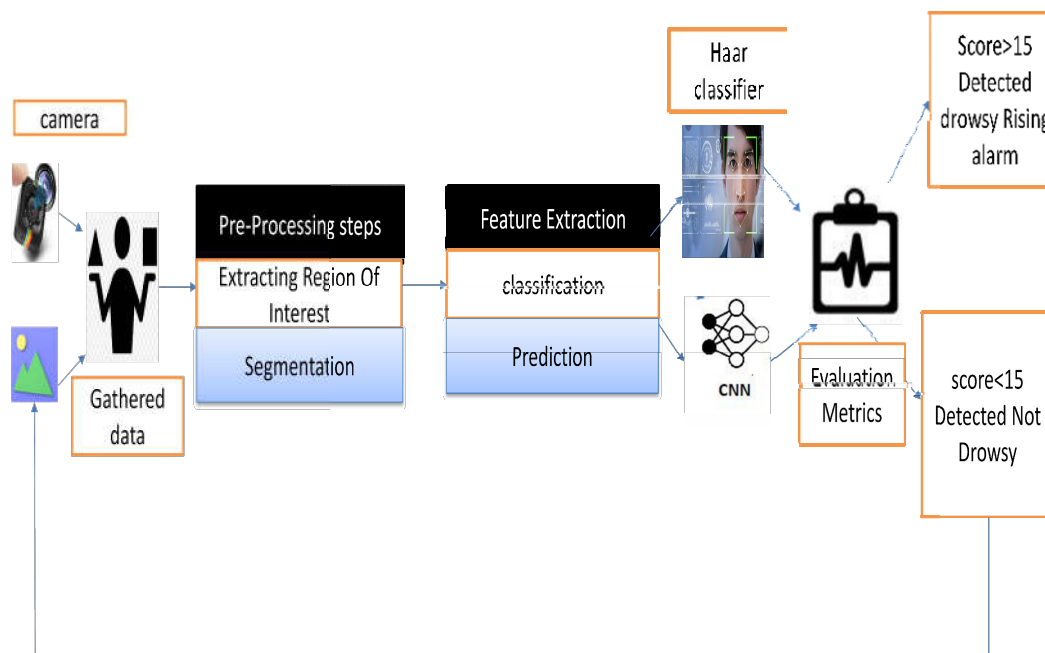 camera
Gathered
data
Pre-Processing steps
Extracting Region Of
Interest
Segmentation
Feature Extraction
classification
Prediction
Haar
classifier
CNN
Evaluation
Metrics
Score>15
Detected
drowsy Rising
alarm
score<15
Detected Not
Drowsy